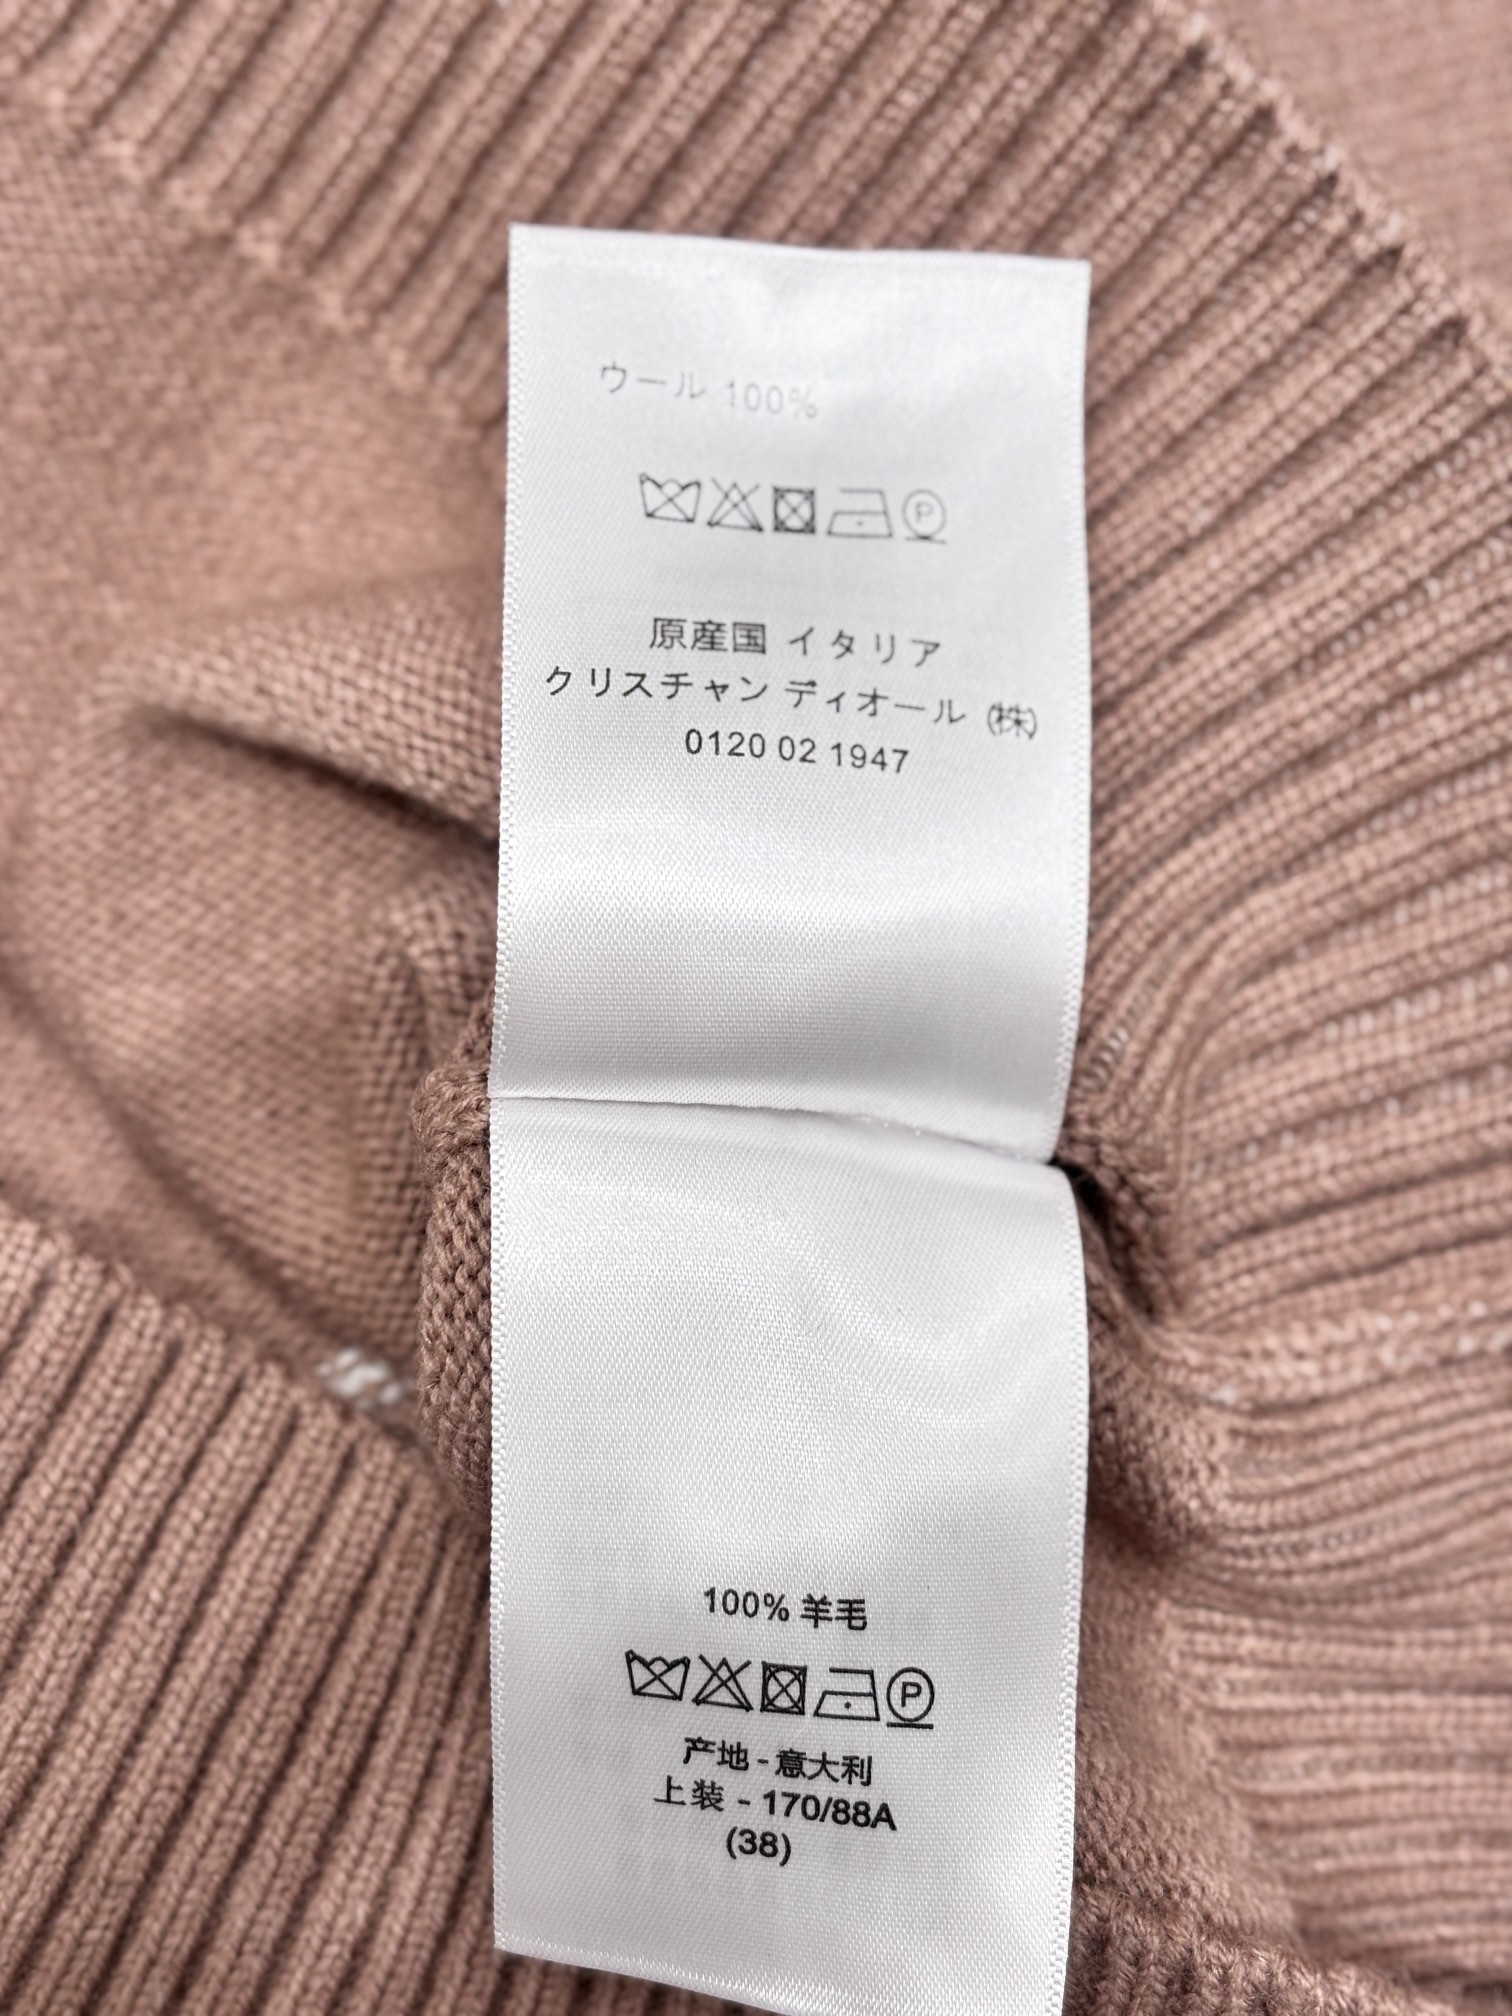 ウール 100%
P
原産国 イタリア
クリスチャン ディオール ㈱
0120 02 1947
100% 羊毛
P
产地 - 意大利
上装 - 170/88A
(38)